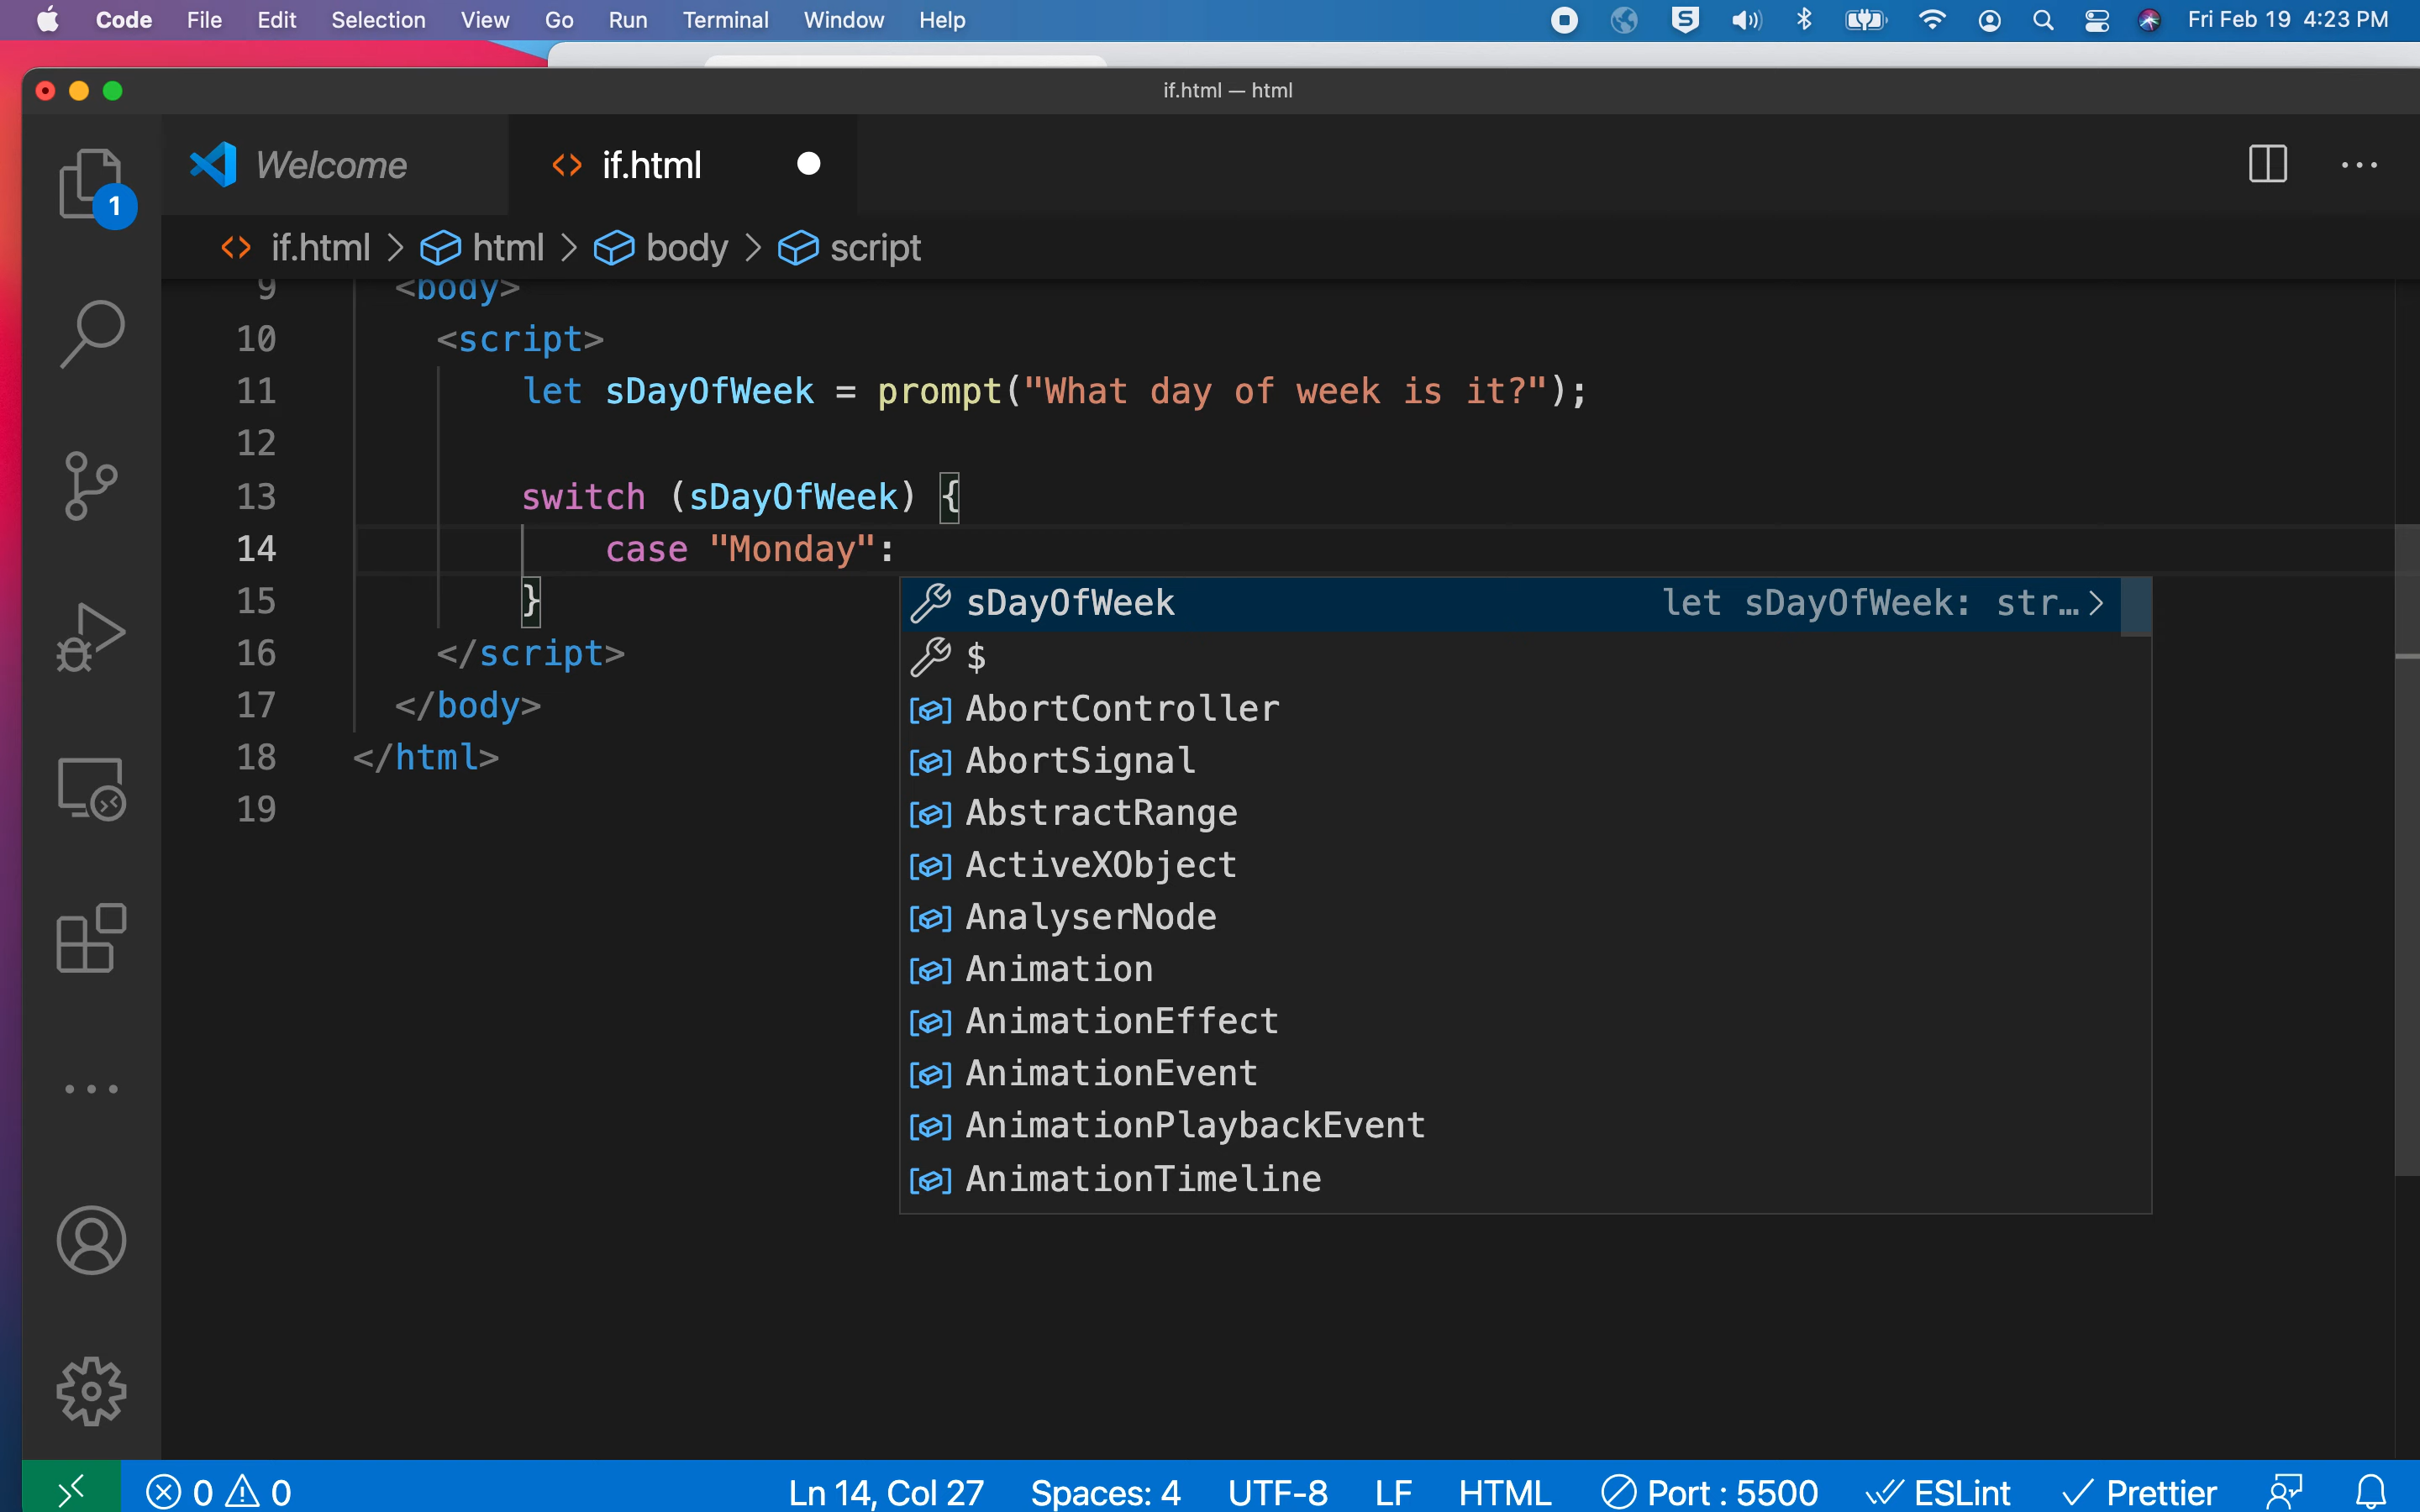 Code File Edit Selection View Go Run Terminal Window Help S Fri Feb 19 4:23 PM
if.html — html
Welcome <> if.html ...
<> if.html > html > body > script
1
9 <body>
10 <script>
11 let sDayOfWeek = prompt("What day of week is it?");
12
13 switch (sDayOfWeek) {
14 case "Monday":
15 }
16 </script>
17 </body>
18 </html>
19
sDayOfWeek let sDayOfWeek: str… >
$
AbortController
AbortSignal
AbstractRange
ActiveXObject
AnalyserNode
Animation
AnimationEffect
AnimationEvent
AnimationPlaybackEvent
AnimationTimeline
0 0 Ln 14, Col 27 Spaces: 4 UTF-8 LF HTML Port : 5500 ESLint Prettier